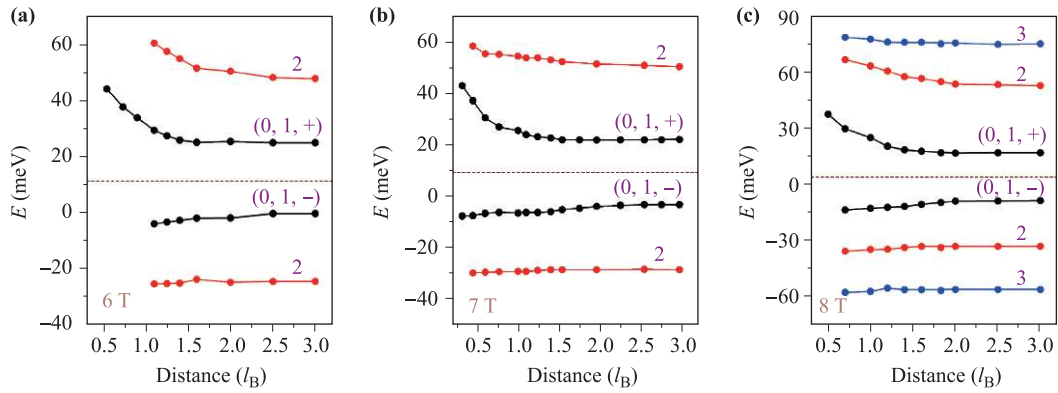 (a)
60
40
20
0
−20
−40
E (meV)
2
(0, 1, +)
(0, 1, −)
2
6 T
0.5 1.0 1.5 2.0 2.5 3.0
Distance (lB)
(b)
60
40
20
0
−20
−40
E (meV)
2
(0, 1, +)
(0, 1, −)
2
7 T
0.5 1.0 1.5 2.0 2.5 3.0
Distance (lB)
(c)
90
60
30
0
−30
−60
E (meV)
3
2
(0, 1, +)
(0, 1, −)
2
3
8 T
0.5 1.0 1.5 2.0 2.5 3.0
Distance (lB)